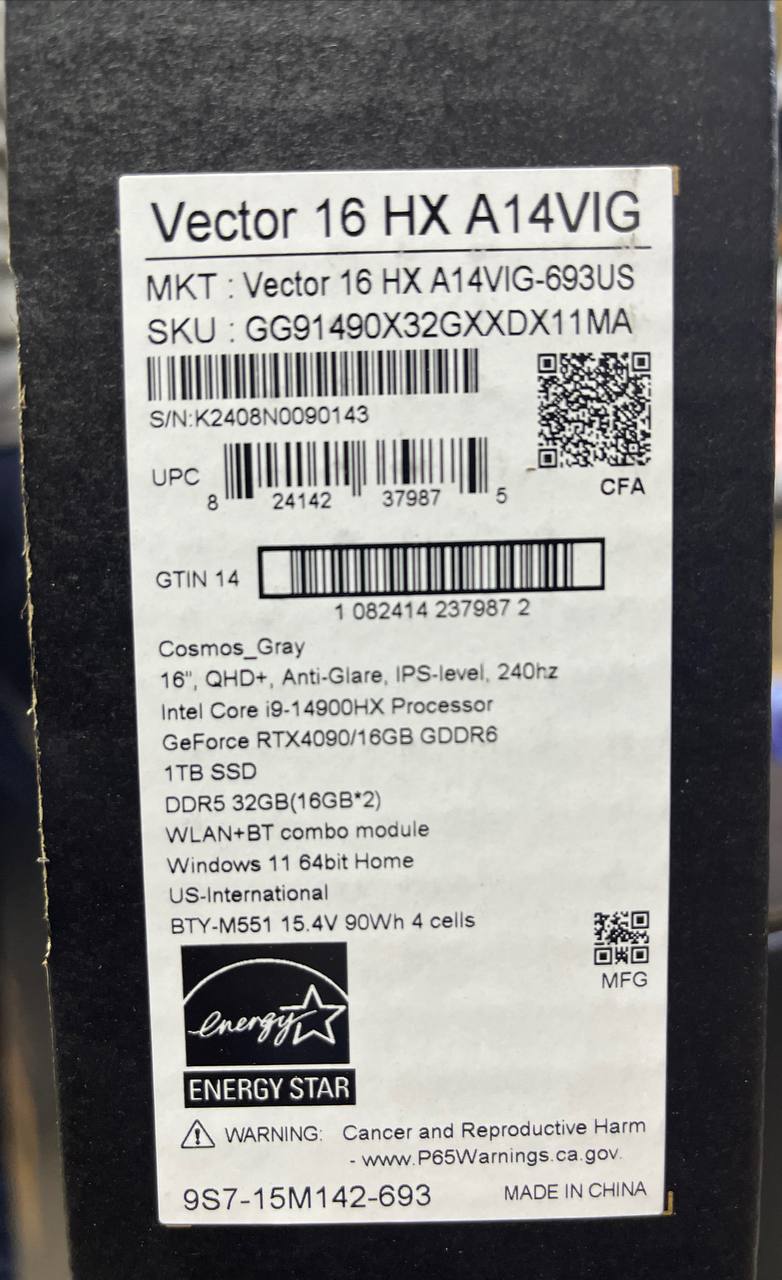 Vector 16 HX A14VIG
MKT : Vector 16 HX A14VIG-693US
SKU : GG91490X32GXXDX11MA
S/N:K2408N0090143
CFA
UPC
8 24142 37987 5
GTIN 14
1 082414 237987 2
Cosmos_Gray
16", QHD+, Anti-Glare, IPS-level, 240hz
Intel Core i9-14900HX Processor
GeForce RTX4090/16GB GDDR6
1TB SSD
DDR5 32GB(16GB*2)
WLAN+BT combo module
Windows 11 64bit Home
US-International
BTY-M551 15.4V 90Wh 4 cells
MFG
energy
ENERGY STAR
WARNING: Cancer and Reproductive Harm
- www.P65Warnings.ca.gov.
9S7-15M142-693 MADE IN CHINA